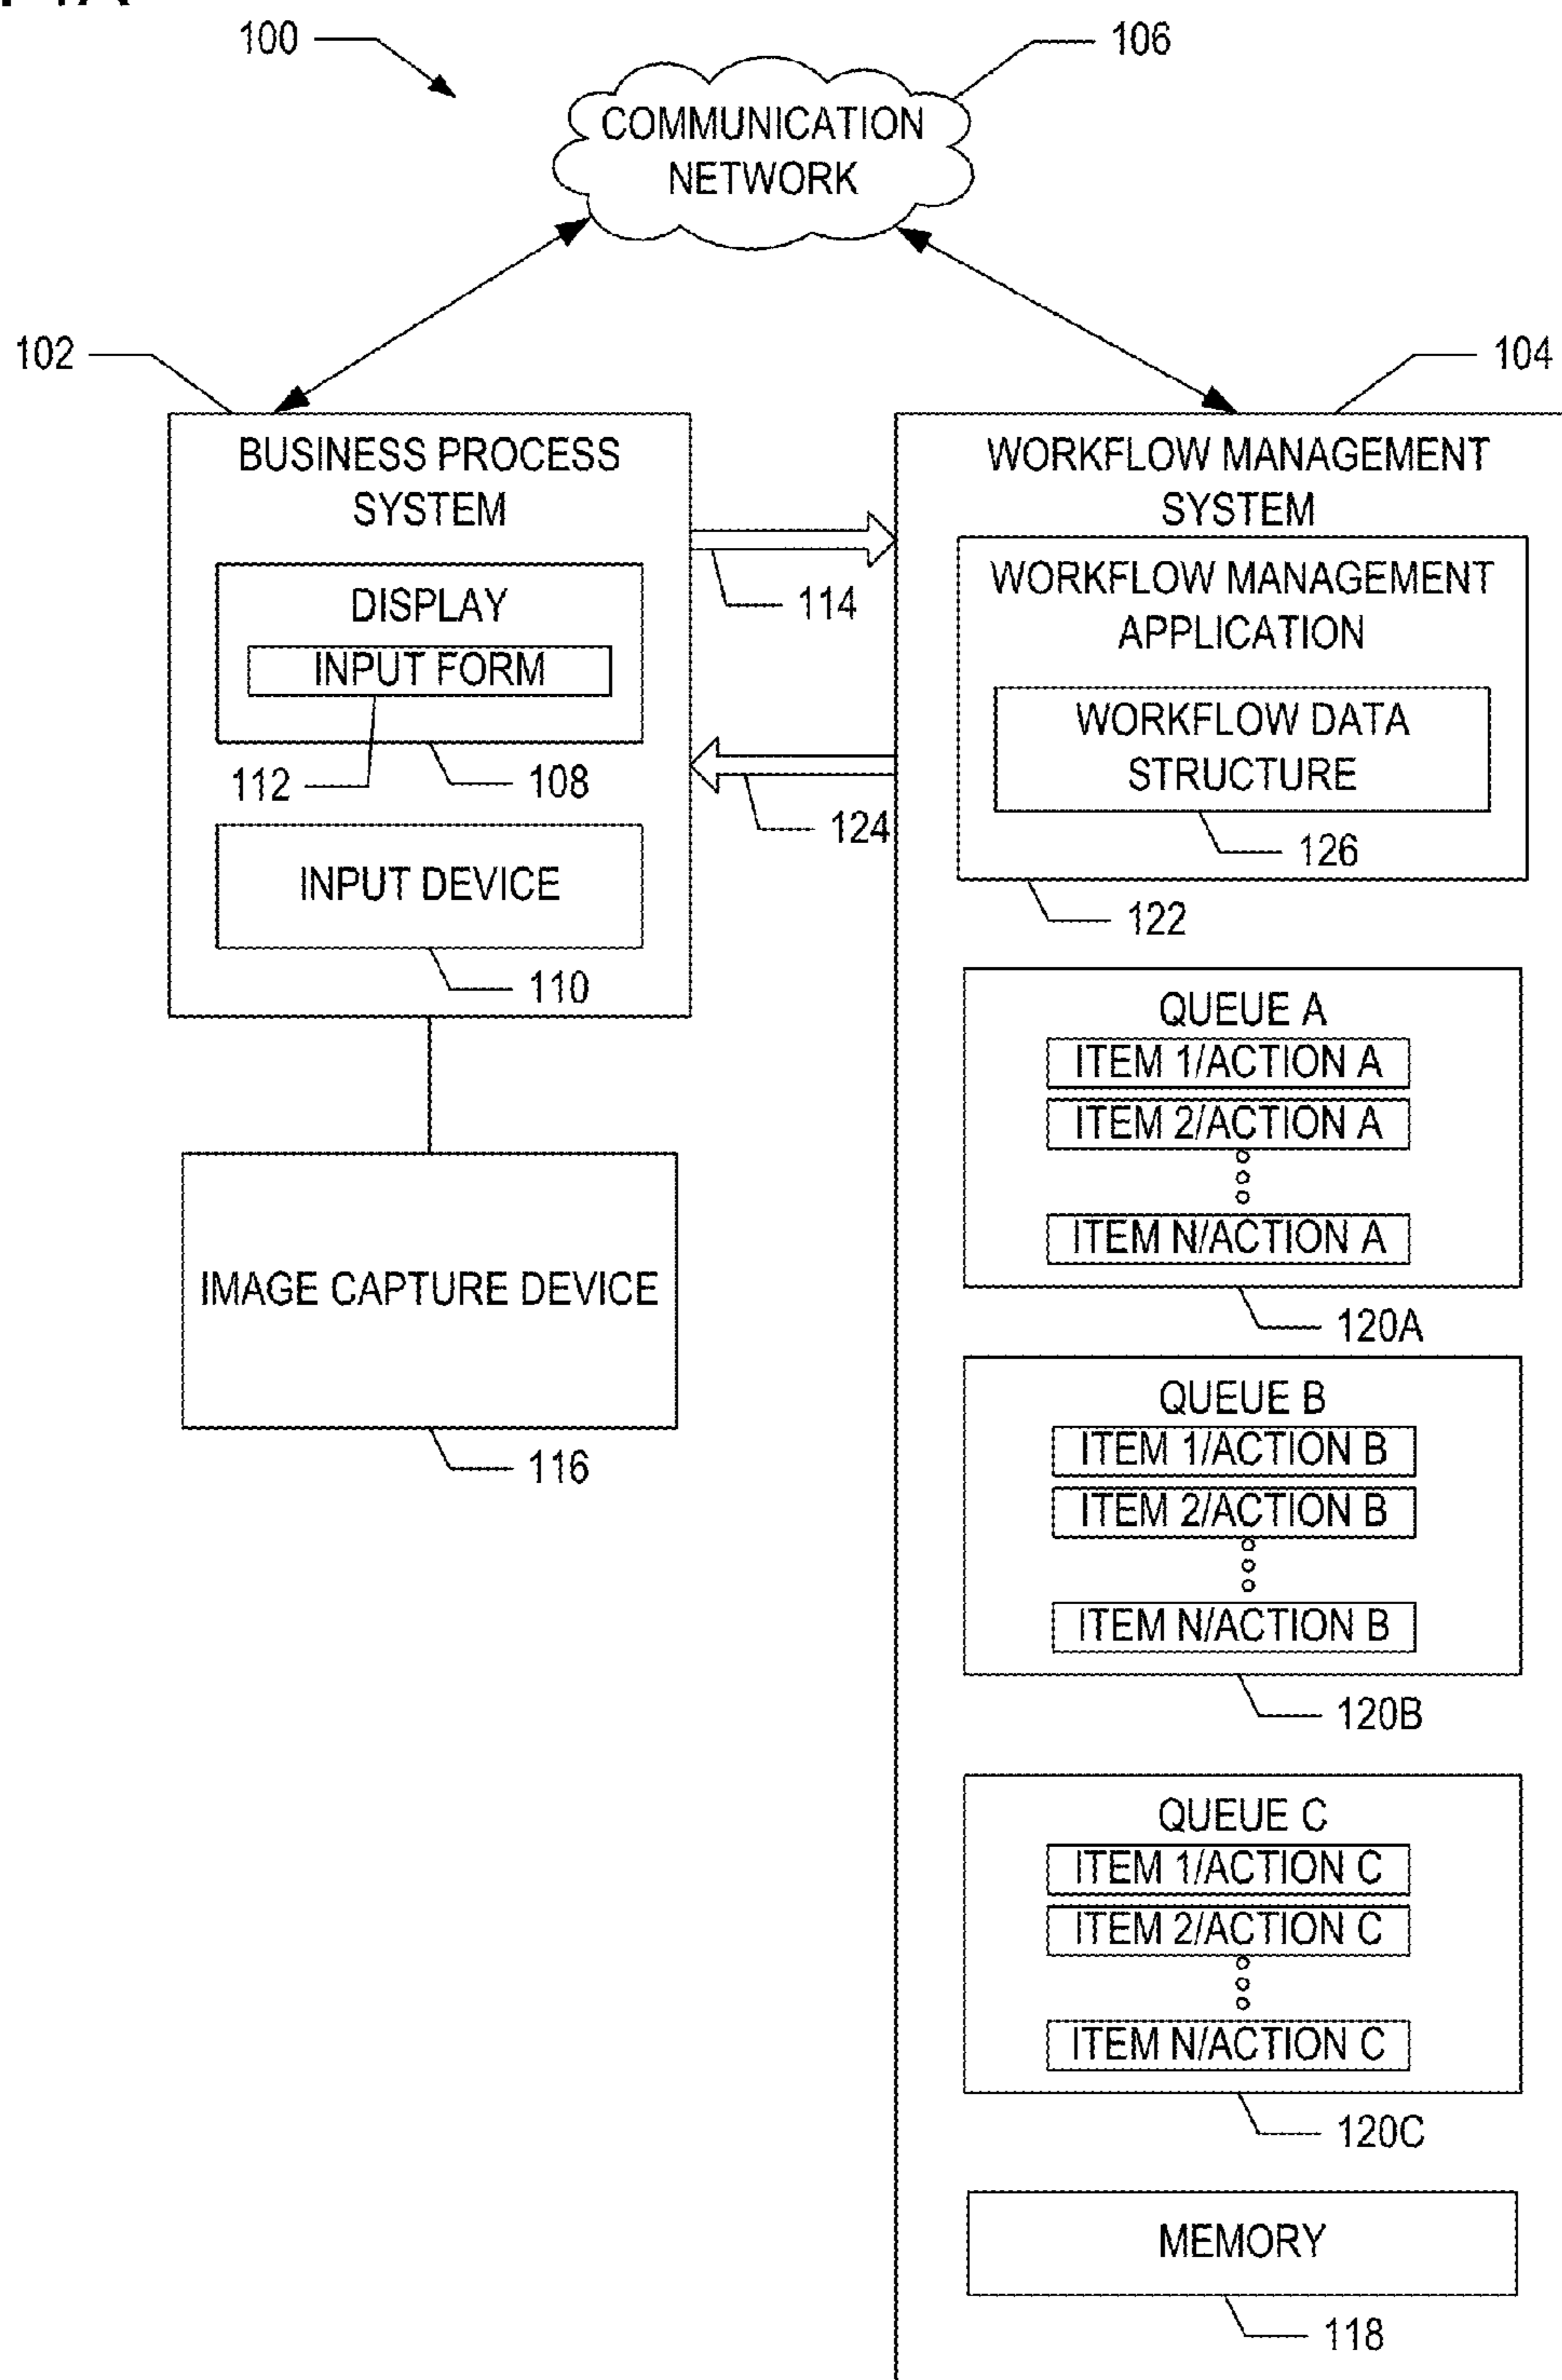 100
106
COMMUNICATION
NETWORK
102
104
BUSINESS PROCESS
SYSTEM
DISPLAY
INPUT FORM
112
108
INPUT DEVICE
110
114
124
WORKFLOW MANAGEMENT
SYSTEM
WORKFLOW MANAGEMENT
APPLICATION
WORKFLOW DATA
STRUCTURE
126
122
IMAGE CAPTURE DEVICE
116
QUEUE A
ITEM 1/ACTION A
ITEM 2/ACTION A
ITEM N/ACTION A
120A
QUEUE B
ITEM 1/ACTION B
ITEM 2/ACTION B
ITEM N/ACTION B
120B
QUEUE C
ITEM 1/ACTION C
ITEM 2/ACTION C
ITEM N/ACTION C
120C
MEMORY
118